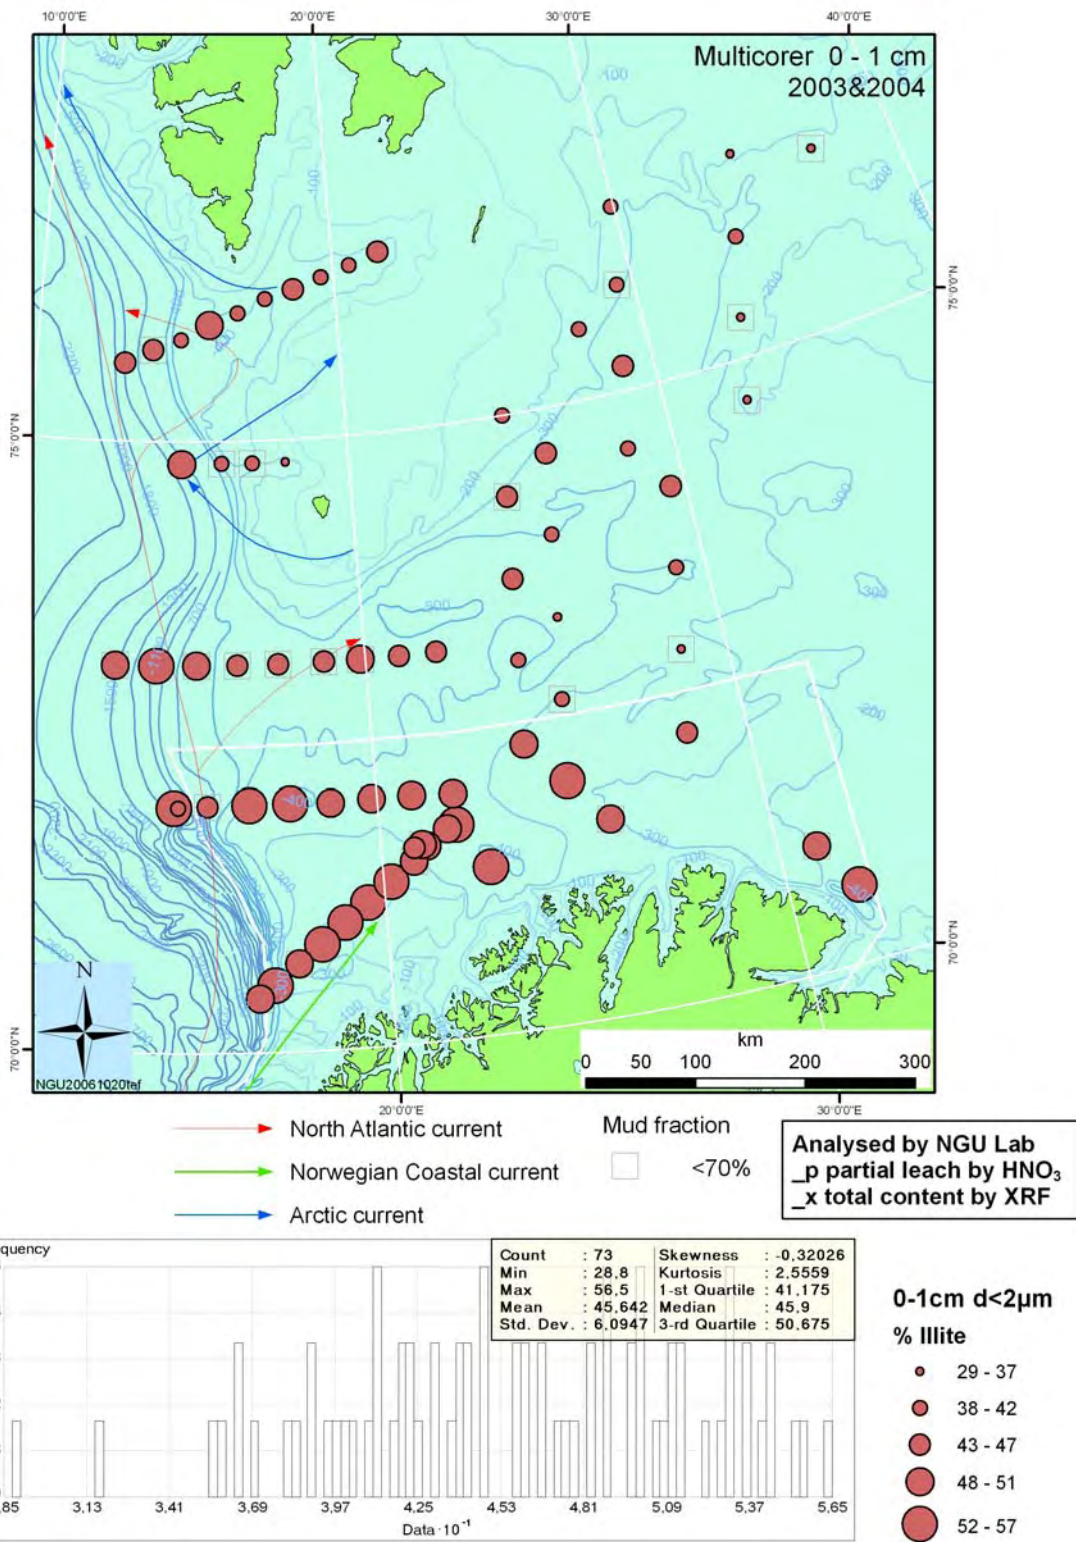 10°0'0"E 20°0'0"E 30°0'0"E 40°0'0"E
Multicorer 0 - 1 cm
2003&2004
75°0'0"N
75°0'0"N
70°0'0"N
70°0'0"N
N
NGU20061020tef
km
0 50 100 200 300
20°0'0"E 30°0'0"E
North Atlantic current
Norwegian Coastal current
Arctic current
Mud fraction
<70%
Analysed by NGU Lab
_p partial leach by HNO₃
_x total content by XRF
quency
Count : 73 Skewness : -0,32026
Min : 28,8 Kurtosis : 2,5559
Max : 56,5 1-st Quartile : 41,175
Mean : 45,642 Median : 45,9
Std. Dev. : 6,0947 3-rd Quartile : 50,675
,85 3,13 3,41 3,69 3,97 4,25 4,53 4,81 5,09 5,37 5,65
Data · 10⁻¹
0-1cm d<2µm
% Illite
29 - 37
38 - 42
43 - 47
48 - 51
52 - 57